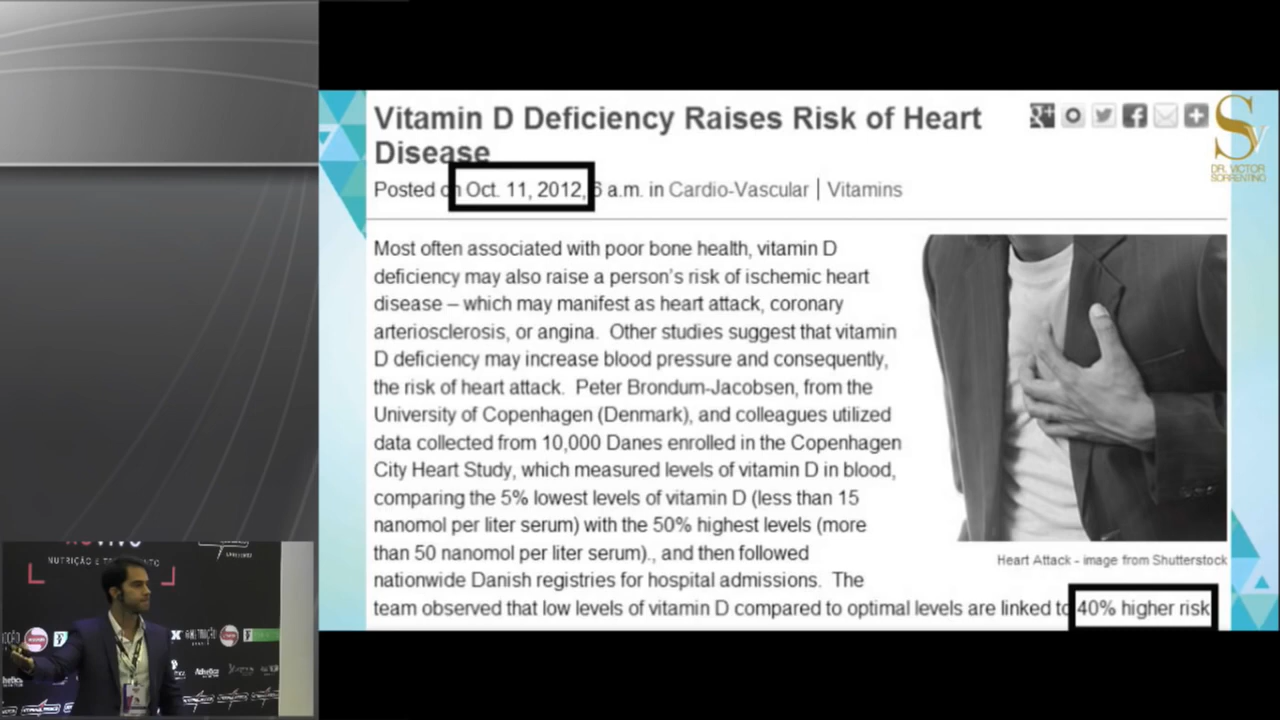 Vitamin D Deficiency Raises Risk of Heart
Disease
Posted on Oct. 11, 2012, 6 a.m. in Cardio-Vascular | Vitamins
Sv
DR. VICTOR
SORRENTINO
Most often associated with poor bone health, vitamin D
deficiency may also raise a person's risk of ischemic heart
disease – which may manifest as heart attack, coronary
arteriosclerosis, or angina. Other studies suggest that vitamin
D deficiency may increase blood pressure and consequently,
the risk of heart attack. Peter Brondum-Jacobsen, from the
University of Copenhagen (Denmark), and colleagues utilized
data collected from 10,000 Danes enrolled in the Copenhagen
City Heart Study, which measured levels of vitamin D in blood,
comparing the 5% lowest levels of vitamin D (less than 15
nanomol per liter serum) with the 50% highest levels (more
than 50 nanomol per liter serum)., and then followed
nationwide Danish registries for hospital admissions. The
team observed that low levels of vitamin D compared to optimal levels are linked to 40% higher risk
Heart Attack - image from Shutterstock